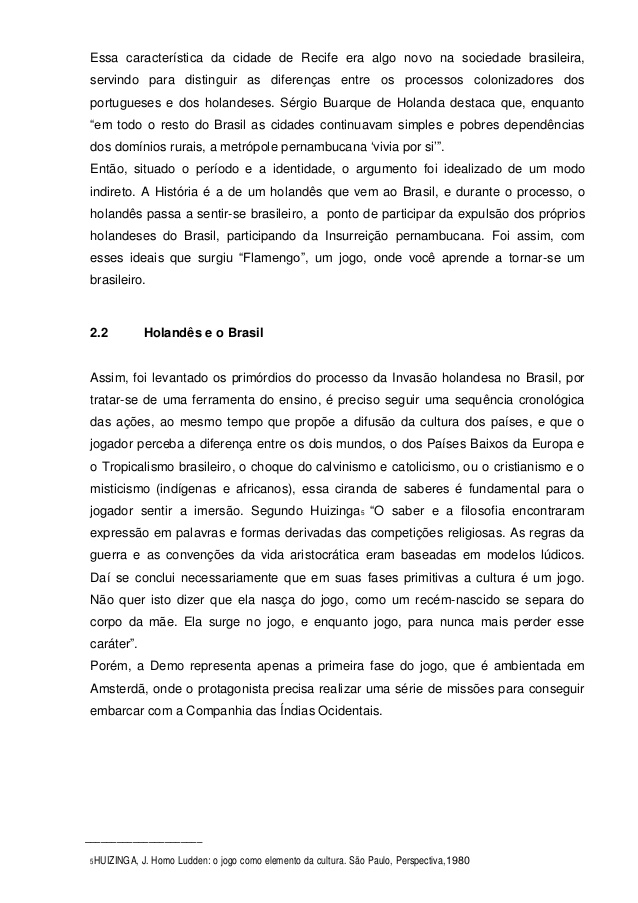 Essa característica da cidade de Recife era algo novo na sociedade brasileira,
servindo para distinguir as diferenças entre os processos colonizadores dos
portugueses e dos holandeses. Sérgio Buarque de Holanda destaca que, enquanto
“em todo o resto do Brasil as cidades continuavam simples e pobres dependências
dos domínios rurais, a metrópole pernambucana ‘vivia por si’”.
Então, situado o período e a identidade, o argumento foi idealizado de um modo
indireto. A História é a de um holandês que vem ao Brasil, e durante o processo, o
holandês passa a sentir-se brasileiro, a ponto de participar da expulsão dos próprios
holandeses do Brasil, participando da Insurreição pernambucana. Foi assim, com
esses ideais que surgiu “Flamengo”, um jogo, onde você aprende a tornar-se um
brasileiro.
2.2 Holandês e o Brasil
Assim, foi levantado os primórdios do processo da Invasão holandesa no Brasil, por
tratar-se de uma ferramenta do ensino, é preciso seguir uma sequência cronológica
das ações, ao mesmo tempo que propõe a difusão da cultura dos países, e que o
jogador perceba a diferença entre os dois mundos, o dos Países Baixos da Europa e
o Tropicalismo brasileiro, o choque do calvinismo e catolicismo, ou o cristianismo e o
misticismo (indígenas e africanos), essa ciranda de saberes é fundamental para o
jogador sentir a imersão. Segundo Huizinga5 “O saber e a filosofia encontraram
expressão em palavras e formas derivadas das competições religiosas. As regras da
guerra e as convenções da vida aristocrática eram baseadas em modelos lúdicos.
Daí se conclui necessariamente que em suas fases primitivas a cultura é um jogo.
Não quer isto dizer que ela nasça do jogo, como um recém-nascido se separa do
corpo da mãe. Ela surge no jogo, e enquanto jogo, para nunca mais perder esse
caráter”.
Porém, a Demo representa apenas a primeira fase do jogo, que é ambientada em
Amsterdã, onde o protagonista precisa realizar uma série de missões para conseguir
embarcar com a Companhia das Índias Ocidentais.
5HUIZINGA, J. Homo Ludden: o jogo como elemento da cultura. São Paulo, Perspectiva,1980